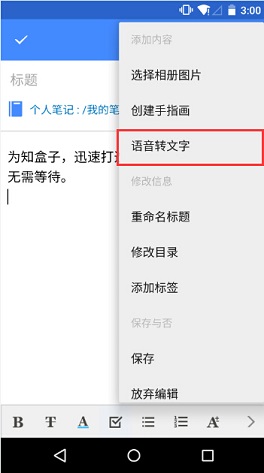 3:00
标题
个人笔记：/我的笔
为知盒子，迅速打
无需等待。
添加内容
选择相册图片
创建手指画
语音转文字
修改信息
重命名标题
修改目录
添加标签
保存与否
保存
放弃编辑
B T A A